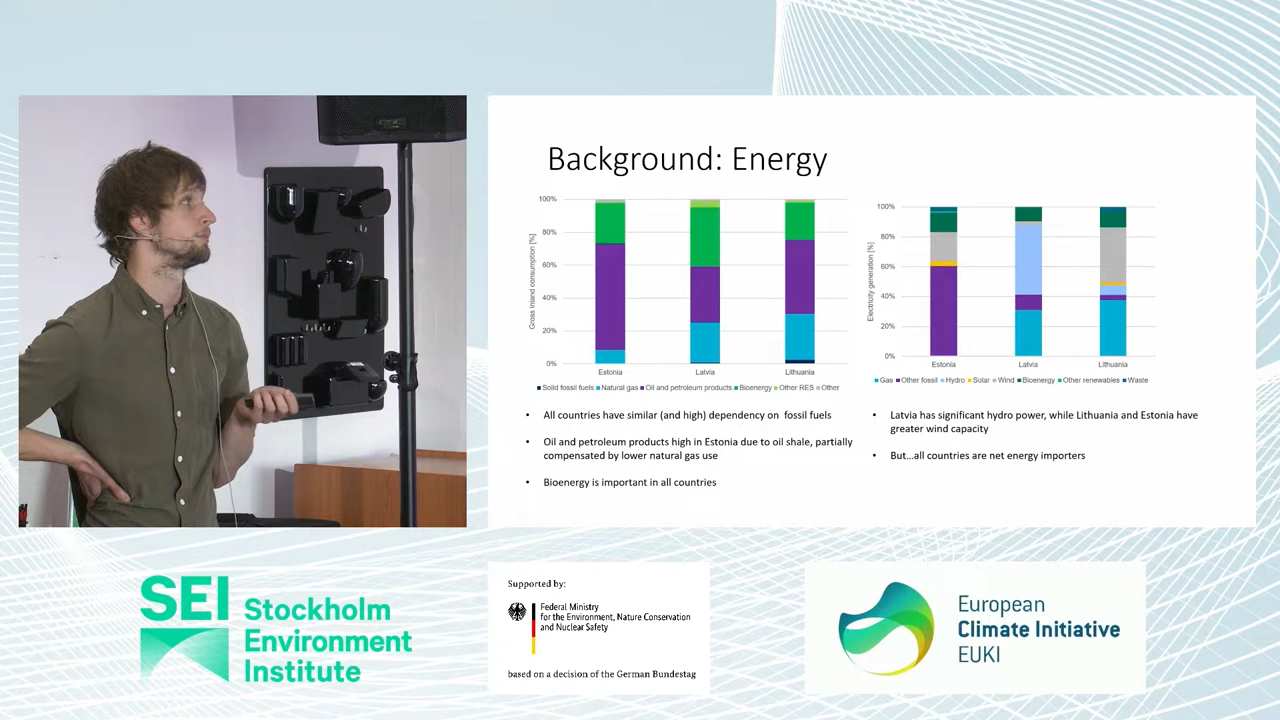 Background: Energy
100%
80%
60%
40%
20%
0%
Gross inland consumption [%]
Estonia
Latvia
Lithuania
Solid fossil fuels Natural gas Oil and petroleum products Bioenergy Other RES Other
100%
80%
60%
40%
20%
0%
Electricity generation [%]
Estonia
Latvia
Lithuania
Gas Other fossil Hydro Solar Wind Bioenergy Other renewables Waste
• All countries have similar (and high) dependency on fossil fuels
• Oil and petroleum products high in Estonia due to oil shale, partially
compensated by lower natural gas use
• Bioenergy is important in all countries
• Latvia has significant hydro power, while Lithuania and Estonia have
greater wind capacity
• But…all countries are net energy importers
SEI Stockholm
Environment
Institute
Supported by:
Federal Ministry
for the Environment, Nature Conservation
and Nuclear Safety
based on a decision of the German Bundestag
European
Climate Initiative
EUKI